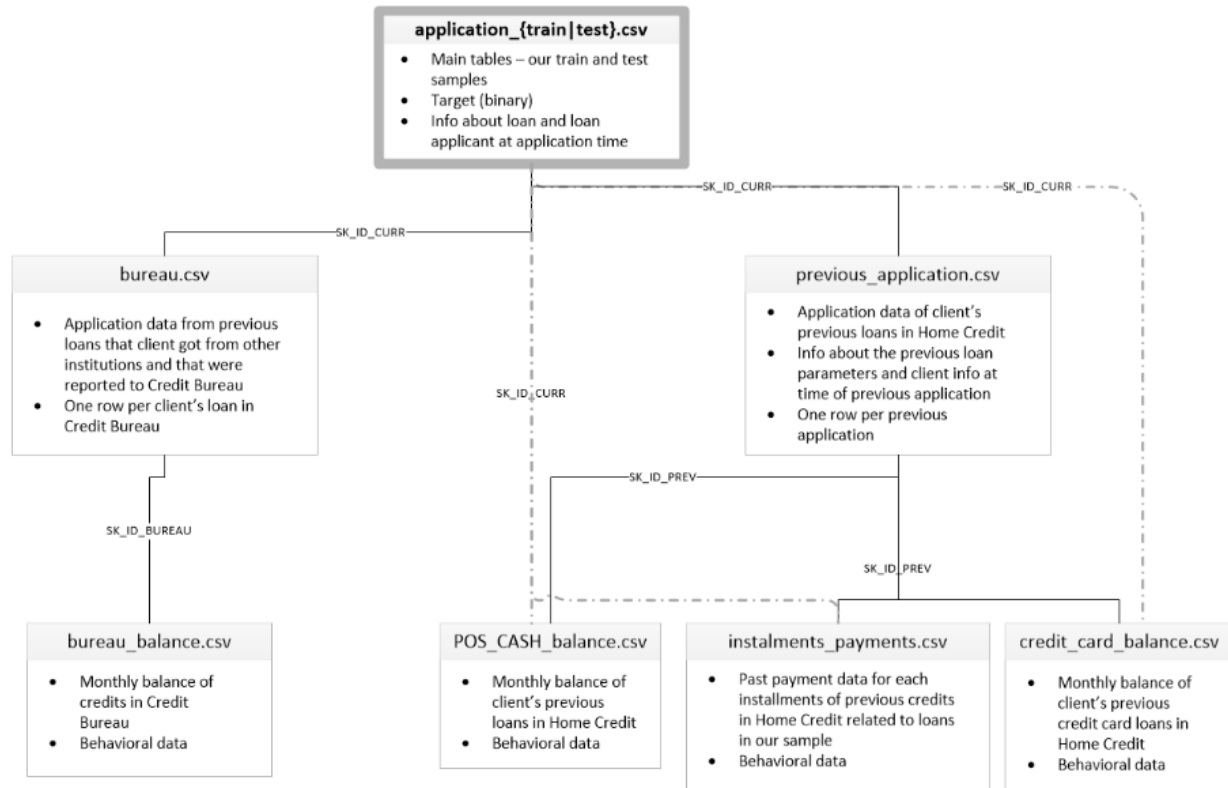 application_{train|test}.csv
• Main tables – our train and test
samples
• Target (binary)
• Info about loan and loan
applicant at application time
SK_ID_CURR
SK_ID_CURR
SK_ID_CURR
bureau.csv
• Application data from previous
loans that client got from other
institutions and that were
reported to Credit Bureau
• One row per client's loan in
Credit Bureau
previous_application.csv
• Application data of client's
previous loans in Home Credit
• Info about the previous loan
parameters and client info at
time of previous application
• One row per previous
application
SK_ID_CURR
SK_ID_PREV
SK_ID_BUREAU
SK_ID_PREV
bureau_balance.csv
• Monthly balance of
credits in Credit
Bureau
• Behavioral data
POS_CASH_balance.csv
• Monthly balance of
client's previous
loans in Home Credit
• Behavioral data
instalments_payments.csv
• Past payment data for each
installments of previous credits
in Home Credit related to loans
in our sample
• Behavioral data
credit_card_balance.csv
• Monthly balance of
client's previous
credit card loans in
Home Credit
• Behavioral data